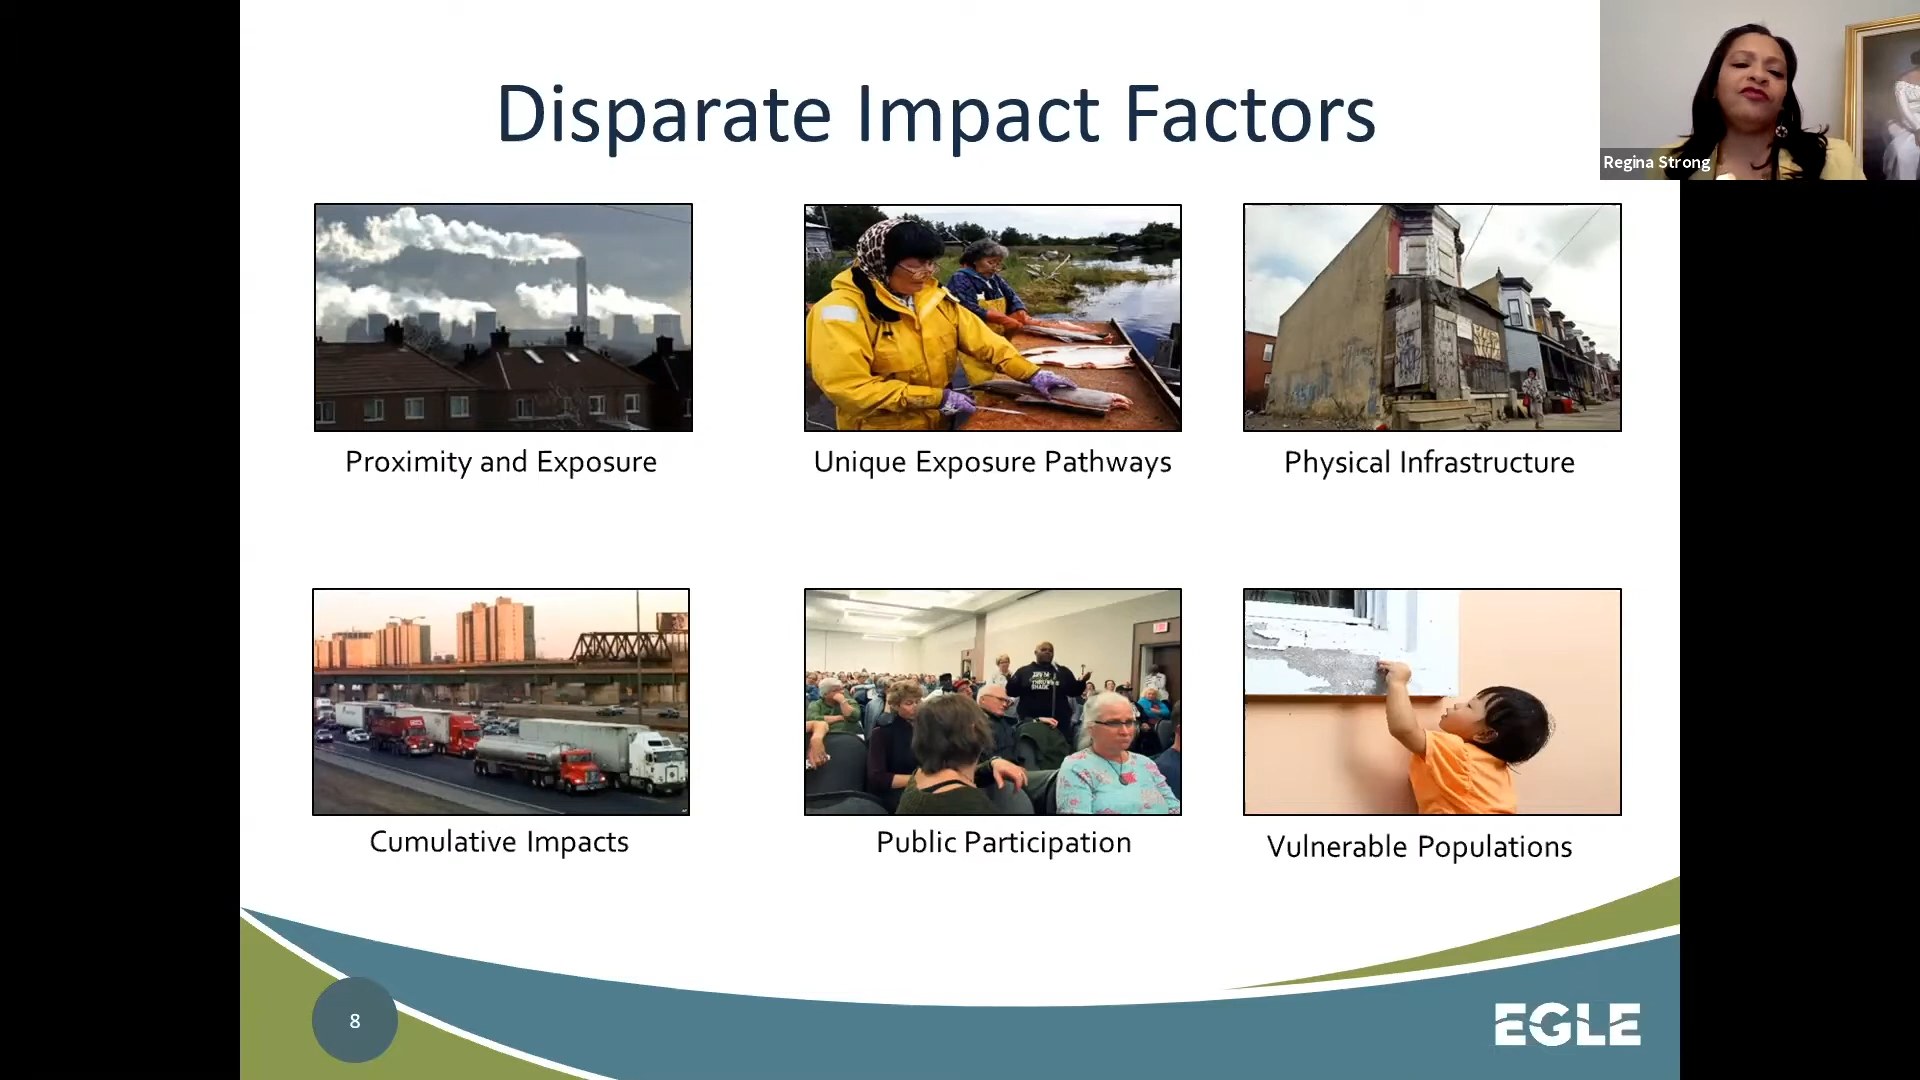 Disparate Impact Factors
Regina Strong
Proximity and Exposure
Unique Exposure Pathways
Physical Infrastructure
Cumulative Impacts
Public Participation
Vulnerable Populations
8
EGLE